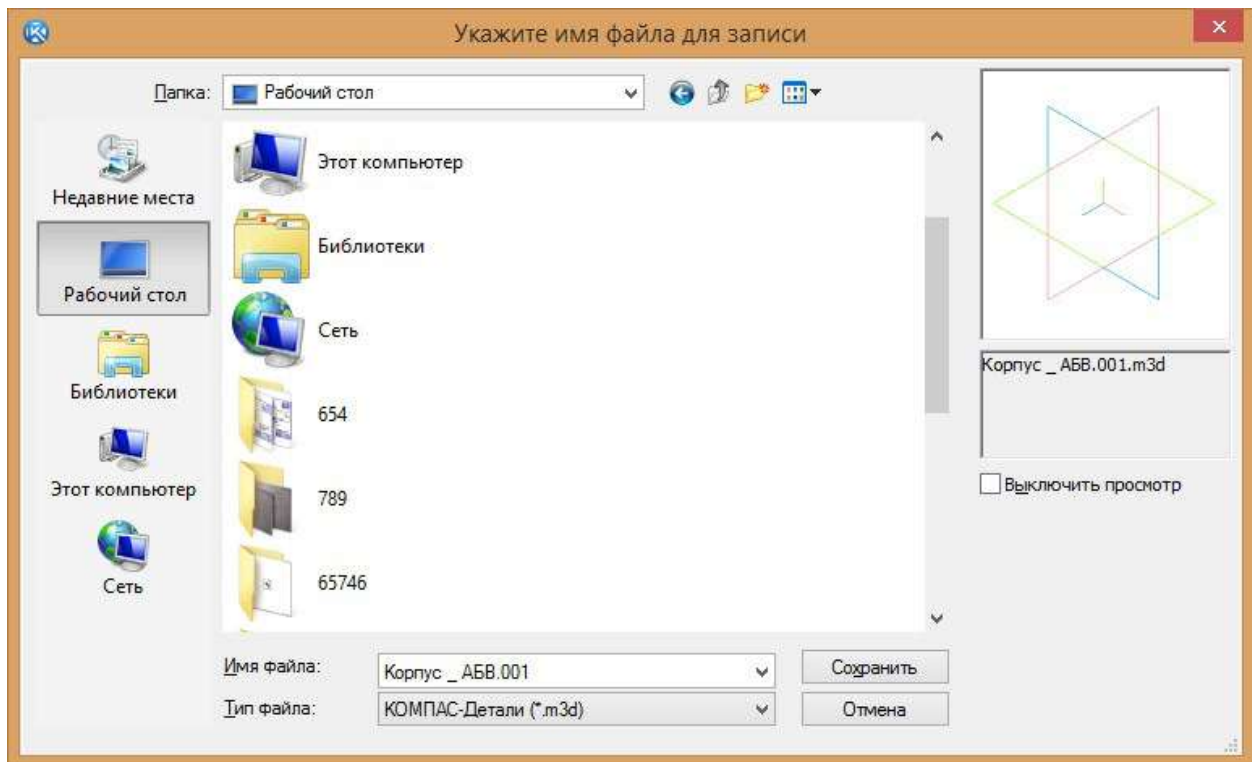 Укажите имя файла для записи
Папка:
Рабочий стол
Недавние места
Рабочий стол
Библиотеки
Этот компьютер
Сеть
Этот компьютер
Библиотеки
Сеть
654
789
65746
Корпус _ АБВ.001.m3d
Выключить просмотр
Имя файла:
Корпус _ АБВ.001
Сохранить
Тип файла:
КОМПАС-Детали (*.m3d)
Отмена